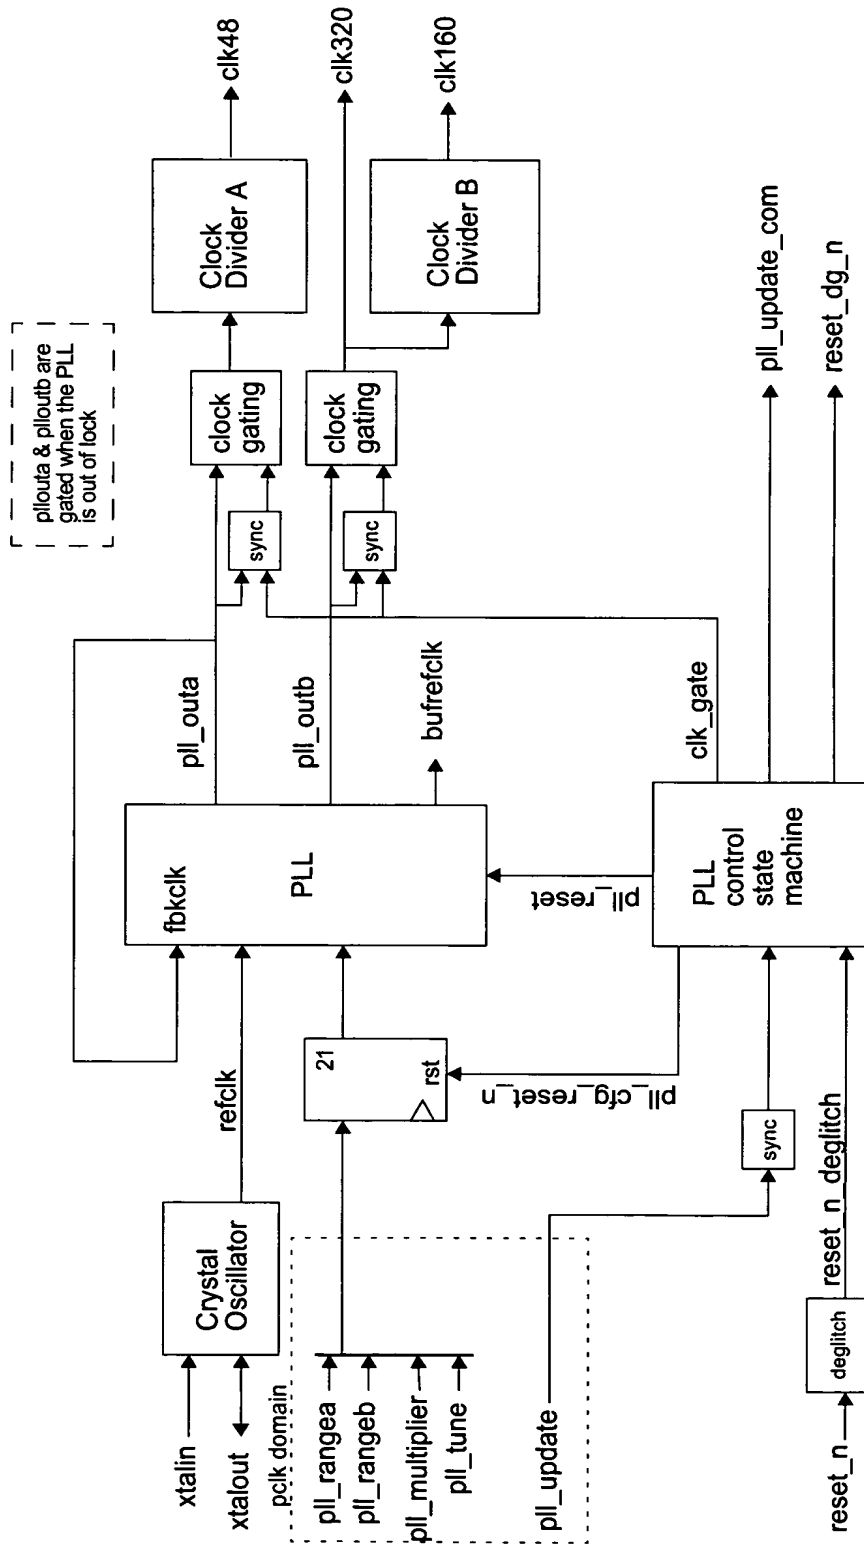 pllouta & plloutb are
gated when the PLL
is out of lock
xtalin
xtalout
Crystal
Oscillator
refclk
fbkclk
PLL
pll_outa
pll_outb
bufrefclk
sync
clock
gating
Clock
Divider A
clk48
sync
clock
gating
clk320
Clock
Divider B
clk160
pclk domain
pll_rangea
pll_rangeb
pll_multiplier
pll_tune
pll_update
21
rst
pll_cfg_reset_n
pll_reset
sync
PLL
control
state
machine
clk_gate
pll_update_com
reset_dg_n
reset_n
deglitch
reset_n_deglitch